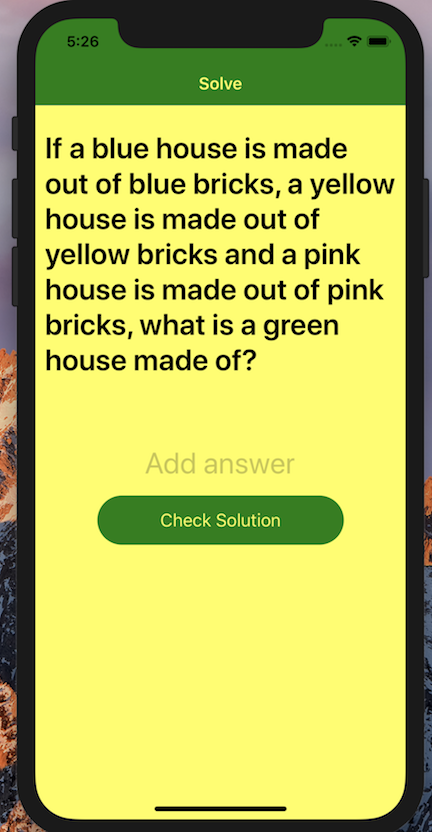 5:26
Solve
If a blue house is made
out of blue bricks, a yellow
house is made out of
yellow bricks and a pink
house is made out of pink
bricks, what is a green
house made of?
Add answer
Check Solution